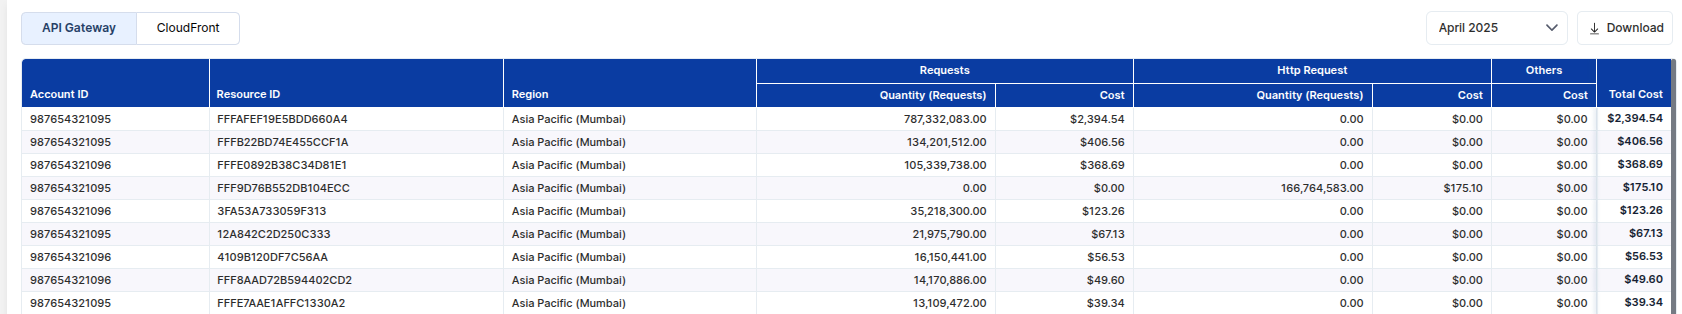 API Gateway CloudFront April 2025 Download
Requests Http Request Others
Account ID Resource ID Region Quantity (Requests) Cost Quantity (Requests) Cost Cost Total Cost
987654321095 FFFAFEF19E5BDD660A4 Asia Pacific (Mumbai) 787,332,083.00 $2,394.54 0.00 $0.00 $0.00 $2,394.54
987654321095 FFFB22BD74E455CCF1A Asia Pacific (Mumbai) 134,201,512.00 $406.56 0.00 $0.00 $0.00 $406.56
987654321096 FFFE0892B38C34D81E1 Asia Pacific (Mumbai) 105,339,738.00 $368.69 0.00 $0.00 $0.00 $368.69
987654321095 FFF9D76B552DB104ECC Asia Pacific (Mumbai) 0.00 $0.00 166,764,583.00 $175.10 $0.00 $175.10
987654321096 3FA53A733059F313 Asia Pacific (Mumbai) 35,218,300.00 $123.26 0.00 $0.00 $0.00 $123.26
987654321095 12A842C2D250C333 Asia Pacific (Mumbai) 21,975,790.00 $67.13 0.00 $0.00 $0.00 $67.13
987654321096 4109B120DF7C56AA Asia Pacific (Mumbai) 16,150,441.00 $56.53 0.00 $0.00 $0.00 $56.53
987654321096 FFF8AAD72B594402CD2 Asia Pacific (Mumbai) 14,170,886.00 $49.60 0.00 $0.00 $0.00 $49.60
987654321095 FFFE7AAE1AFFC1330A2 Asia Pacific (Mumbai) 13,109,472.00 $39.34 0.00 $0.00 $0.00 $39.34